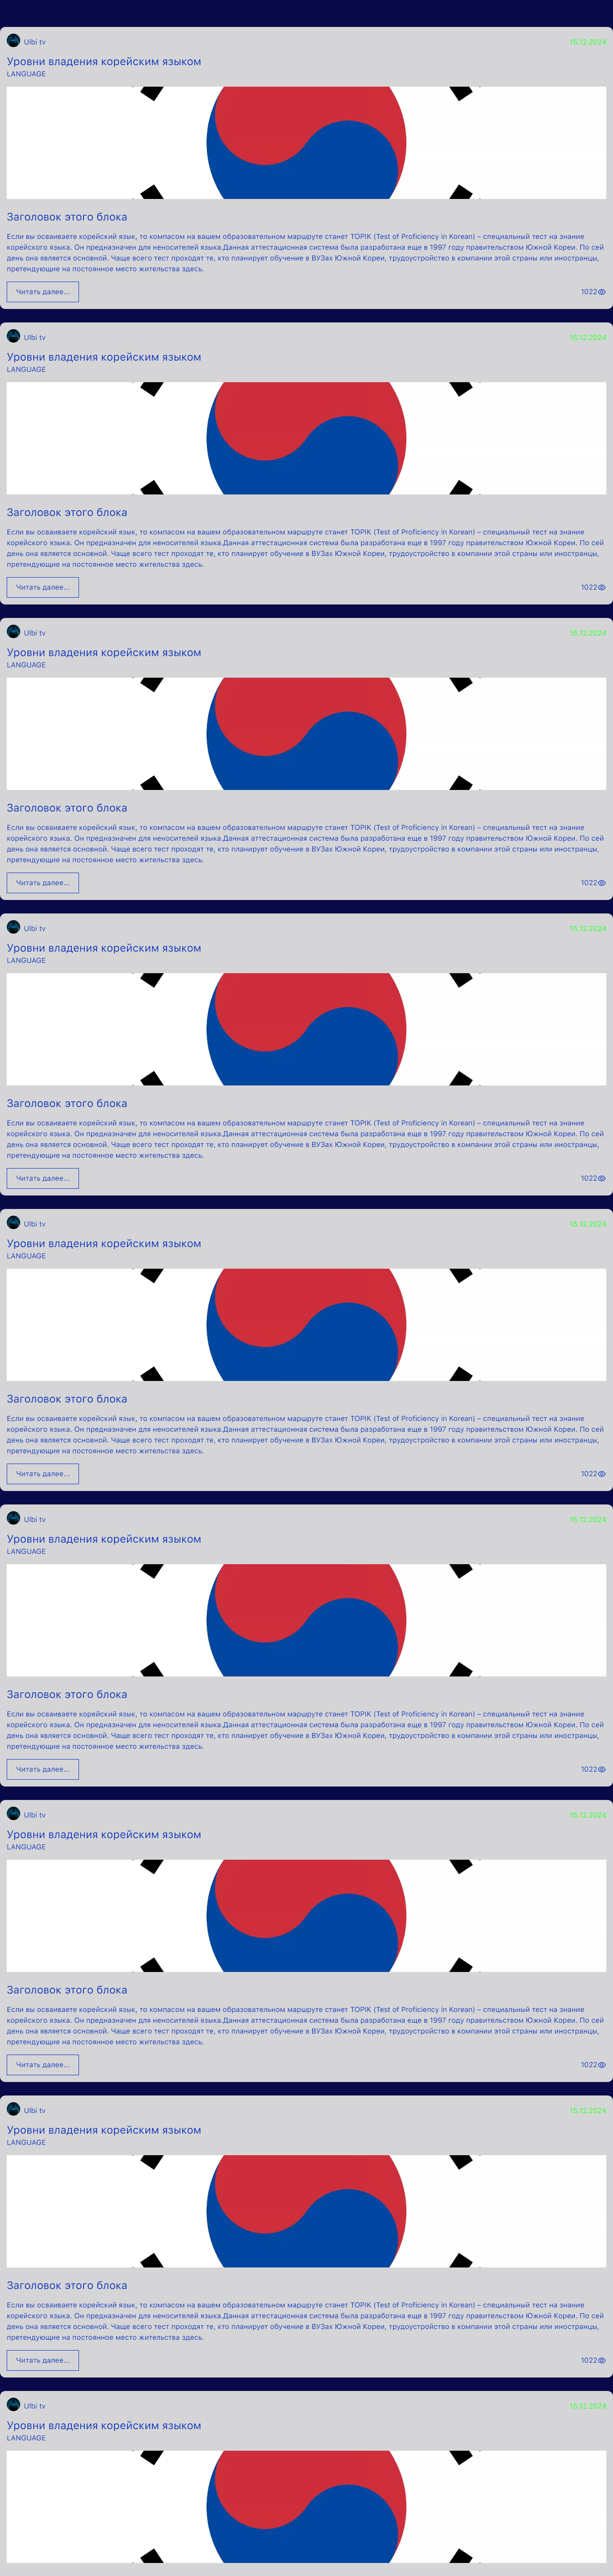 Ulbi tv
15.12.2024
Уровни владения корейским языком
LANGUAGE
Заголовок этого блока
Если вы осваиваете корейский язык, то компасом на вашем образовательном маршруте станет TOPIK (Test of Proficiency in Korean) – специальный тест на знание
корейского языка. Он предназначен для неносителей языка.Данная аттестационная система была разработана еще в 1997 году правительством Южной Кореи. По сей
день она является основной. Чаще всего тест проходят те, кто планирует обучение в ВУЗах Южной Кореи, трудоустройство в компании этой страны или иностранцы,
претендующие на постоянное место жительства здесь.
Читать далее...
1022
Ulbi tv
15.12.2024
Уровни владения корейским языком
LANGUAGE
Заголовок этого блока
Если вы осваиваете корейский язык, то компасом на вашем образовательном маршруте станет TOPIK (Test of Proficiency in Korean) – специальный тест на знание
корейского языка. Он предназначен для неносителей языка.Данная аттестационная система была разработана еще в 1997 году правительством Южной Кореи. По сей
день она является основной. Чаще всего тест проходят те, кто планирует обучение в ВУЗах Южной Кореи, трудоустройство в компании этой страны или иностранцы,
претендующие на постоянное место жительства здесь.
Читать далее...
1022
Ulbi tv
15.12.2024
Уровни владения корейским языком
LANGUAGE
Заголовок этого блока
Если вы осваиваете корейский язык, то компасом на вашем образовательном маршруте станет TOPIK (Test of Proficiency in Korean) – специальный тест на знание
корейского языка. Он предназначен для неносителей языка.Данная аттестационная система была разработана еще в 1997 году правительством Южной Кореи. По сей
день она является основной. Чаще всего тест проходят те, кто планирует обучение в ВУЗах Южной Кореи, трудоустройство в компании этой страны или иностранцы,
претендующие на постоянное место жительства здесь.
Читать далее...
1022
Ulbi tv
15.12.2024
Уровни владения корейским языком
LANGUAGE
Заголовок этого блока
Если вы осваиваете корейский язык, то компасом на вашем образовательном маршруте станет TOPIK (Test of Proficiency in Korean) – специальный тест на знание
корейского языка. Он предназначен для неносителей языка.Данная аттестационная система была разработана еще в 1997 году правительством Южной Кореи. По сей
день она является основной. Чаще всего тест проходят те, кто планирует обучение в ВУЗах Южной Кореи, трудоустройство в компании этой страны или иностранцы,
претендующие на постоянное место жительства здесь.
Читать далее...
1022
Ulbi tv
15.12.2024
Уровни владения корейским языком
LANGUAGE
Заголовок этого блока
Если вы осваиваете корейский язык, то компасом на вашем образовательном маршруте станет TOPIK (Test of Proficiency in Korean) – специальный тест на знание
корейского языка. Он предназначен для неносителей языка.Данная аттестационная система была разработана еще в 1997 году правительством Южной Кореи. По сей
день она является основной. Чаще всего тест проходят те, кто планирует обучение в ВУЗах Южной Кореи, трудоустройство в компании этой страны или иностранцы,
претендующие на постоянное место жительства здесь.
Читать далее...
1022
Ulbi tv
15.12.2024
Уровни владения корейским языком
LANGUAGE
Заголовок этого блока
Если вы осваиваете корейский язык, то компасом на вашем образовательном маршруте станет TOPIK (Test of Proficiency in Korean) – специальный тест на знание
корейского языка. Он предназначен для неносителей языка.Данная аттестационная система была разработана еще в 1997 году правительством Южной Кореи. По сей
день она является основной. Чаще всего тест проходят те, кто планирует обучение в ВУЗах Южной Кореи, трудоустройство в компании этой страны или иностранцы,
претендующие на постоянное место жительства здесь.
Читать далее...
1022
Ulbi tv
15.12.2024
Уровни владения корейским языком
LANGUAGE
Заголовок этого блока
Если вы осваиваете корейский язык, то компасом на вашем образовательном маршруте станет TOPIK (Test of Proficiency in Korean) – специальный тест на знание
корейского языка. Он предназначен для неносителей языка.Данная аттестационная система была разработана еще в 1997 году правительством Южной Кореи. По сей
день она является основной. Чаще всего тест проходят те, кто планирует обучение в ВУЗах Южной Кореи, трудоустройство в компании этой страны или иностранцы,
претендующие на постоянное место жительства здесь.
Читать далее...
1022
Ulbi tv
15.12.2024
Уровни владения корейским языком
LANGUAGE
Заголовок этого блока
Если вы осваиваете корейский язык, то компасом на вашем образовательном маршруте станет TOPIK (Test of Proficiency in Korean) – специальный тест на знание
корейского языка. Он предназначен для неносителей языка.Данная аттестационная система была разработана еще в 1997 году правительством Южной Кореи. По сей
день она является основной. Чаще всего тест проходят те, кто планирует обучение в ВУЗах Южной Кореи, трудоустройство в компании этой страны или иностранцы,
претендующие на постоянное место жительства здесь.
Читать далее...
1022
Ulbi tv
15.12.2024
Уровни владения корейским языком
LANGUAGE